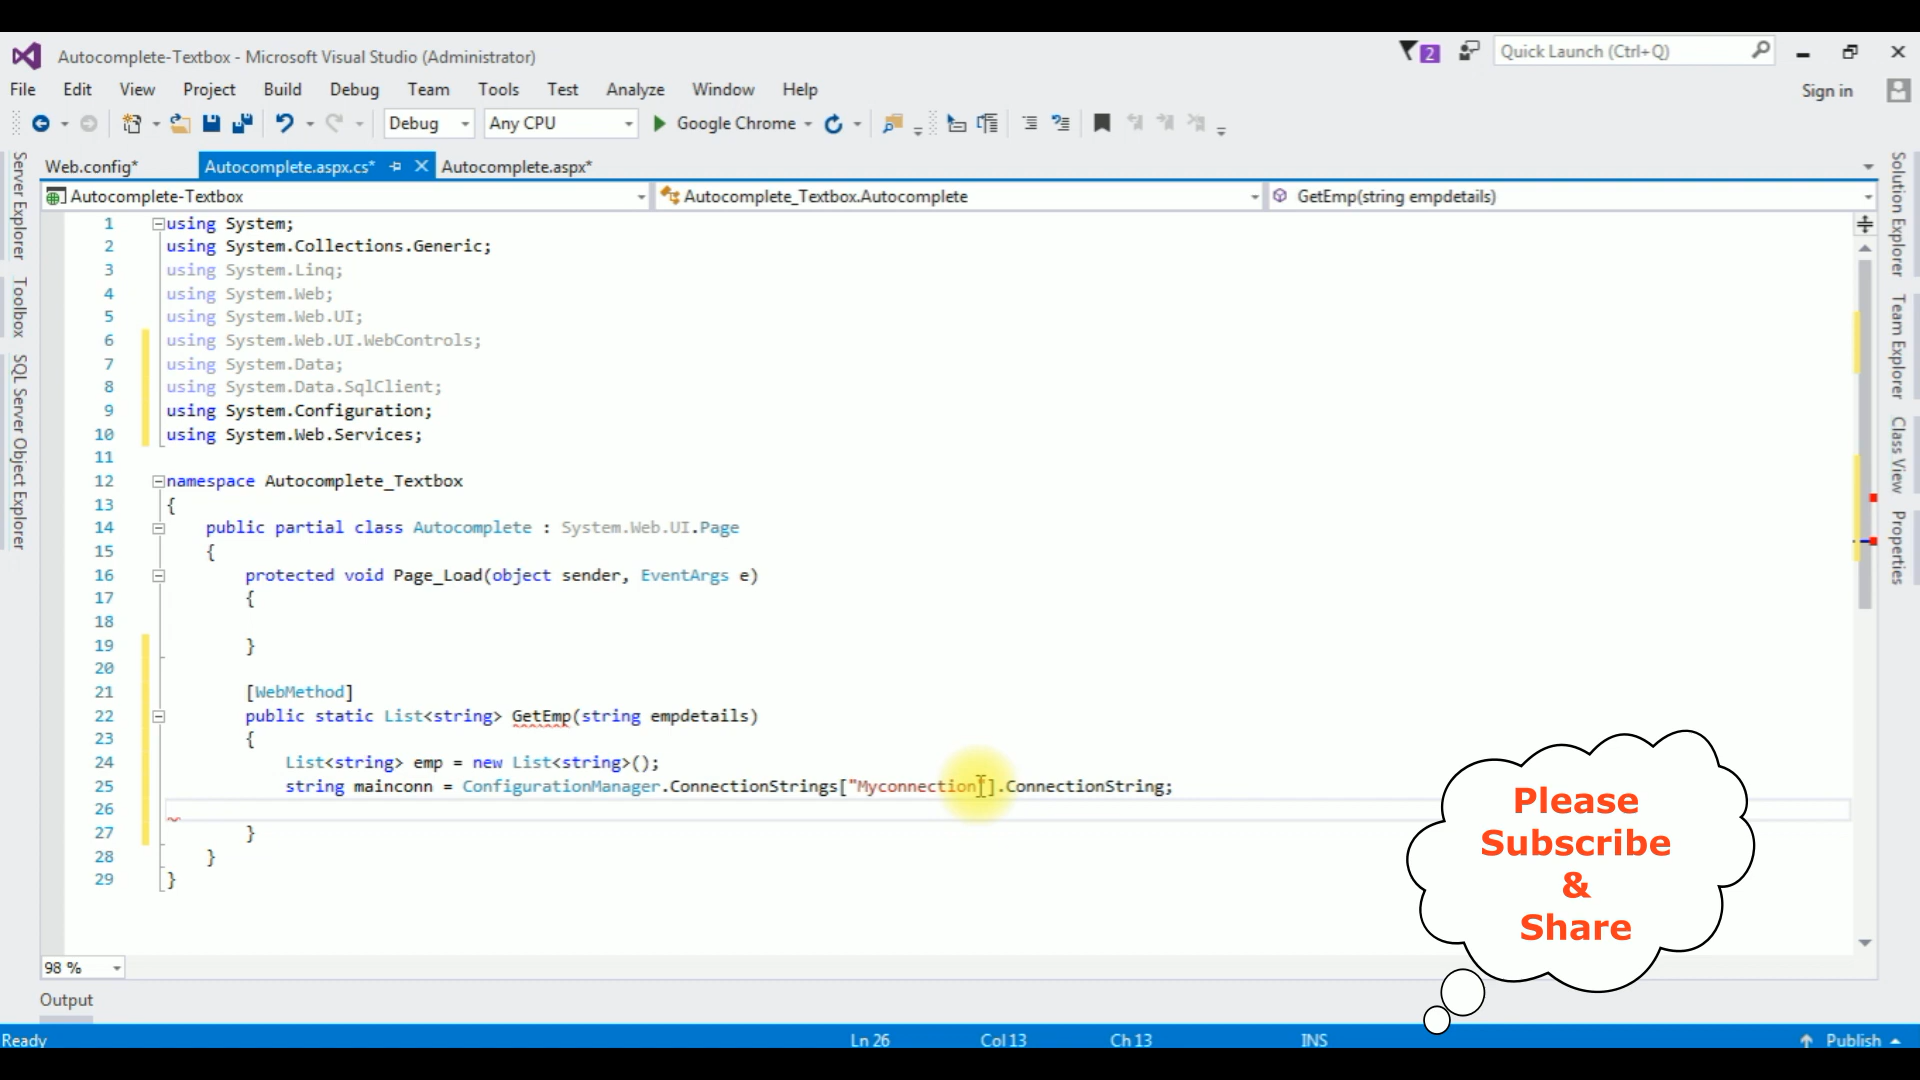 Autocomplete-Textbox - Microsoft Visual Studio (Administrator)
2
Quick Launch (Ctrl+Q)
File Edit View Project Build Debug Team Tools Test Analyze Window Help
Sign in
Debug Any CPU Google Chrome
Web.config* Autocomplete.aspx.cs* Autocomplete.aspx*
Autocomplete-Textbox Autocomplete_Textbox.Autocomplete GetEmp(string empdetails)
Server Explorer
Toolbox
SQL Server Object Explorer
1 using System;
2 using System.Collections.Generic;
3 using System.Linq;
4 using System.Web;
5 using System.Web.UI;
6 using System.Web.UI.WebControls;
7 using System.Data;
8 using System.Data.SqlClient;
9 using System.Configuration;
10 using System.Web.Services;
11
12 namespace Autocomplete_Textbox
13 {
14 public partial class Autocomplete : System.Web.UI.Page
15 {
16 protected void Page_Load(object sender, EventArgs e)
17 {
18
19 }
20
21 [WebMethod]
22 public static List<string> GetEmp(string empdetails)
23 {
24 List<string> emp = new List<string>();
25 string mainconn = ConfigurationManager.ConnectionStrings["Myconnection"].ConnectionString;
26
27 }
28 }
29 }
Solution Explorer
Team Explorer
Class View
Properties
Please
Subscribe
&
Share
98 %
Output
Ready Ln 26 Col 13 Ch 13 INS Publish